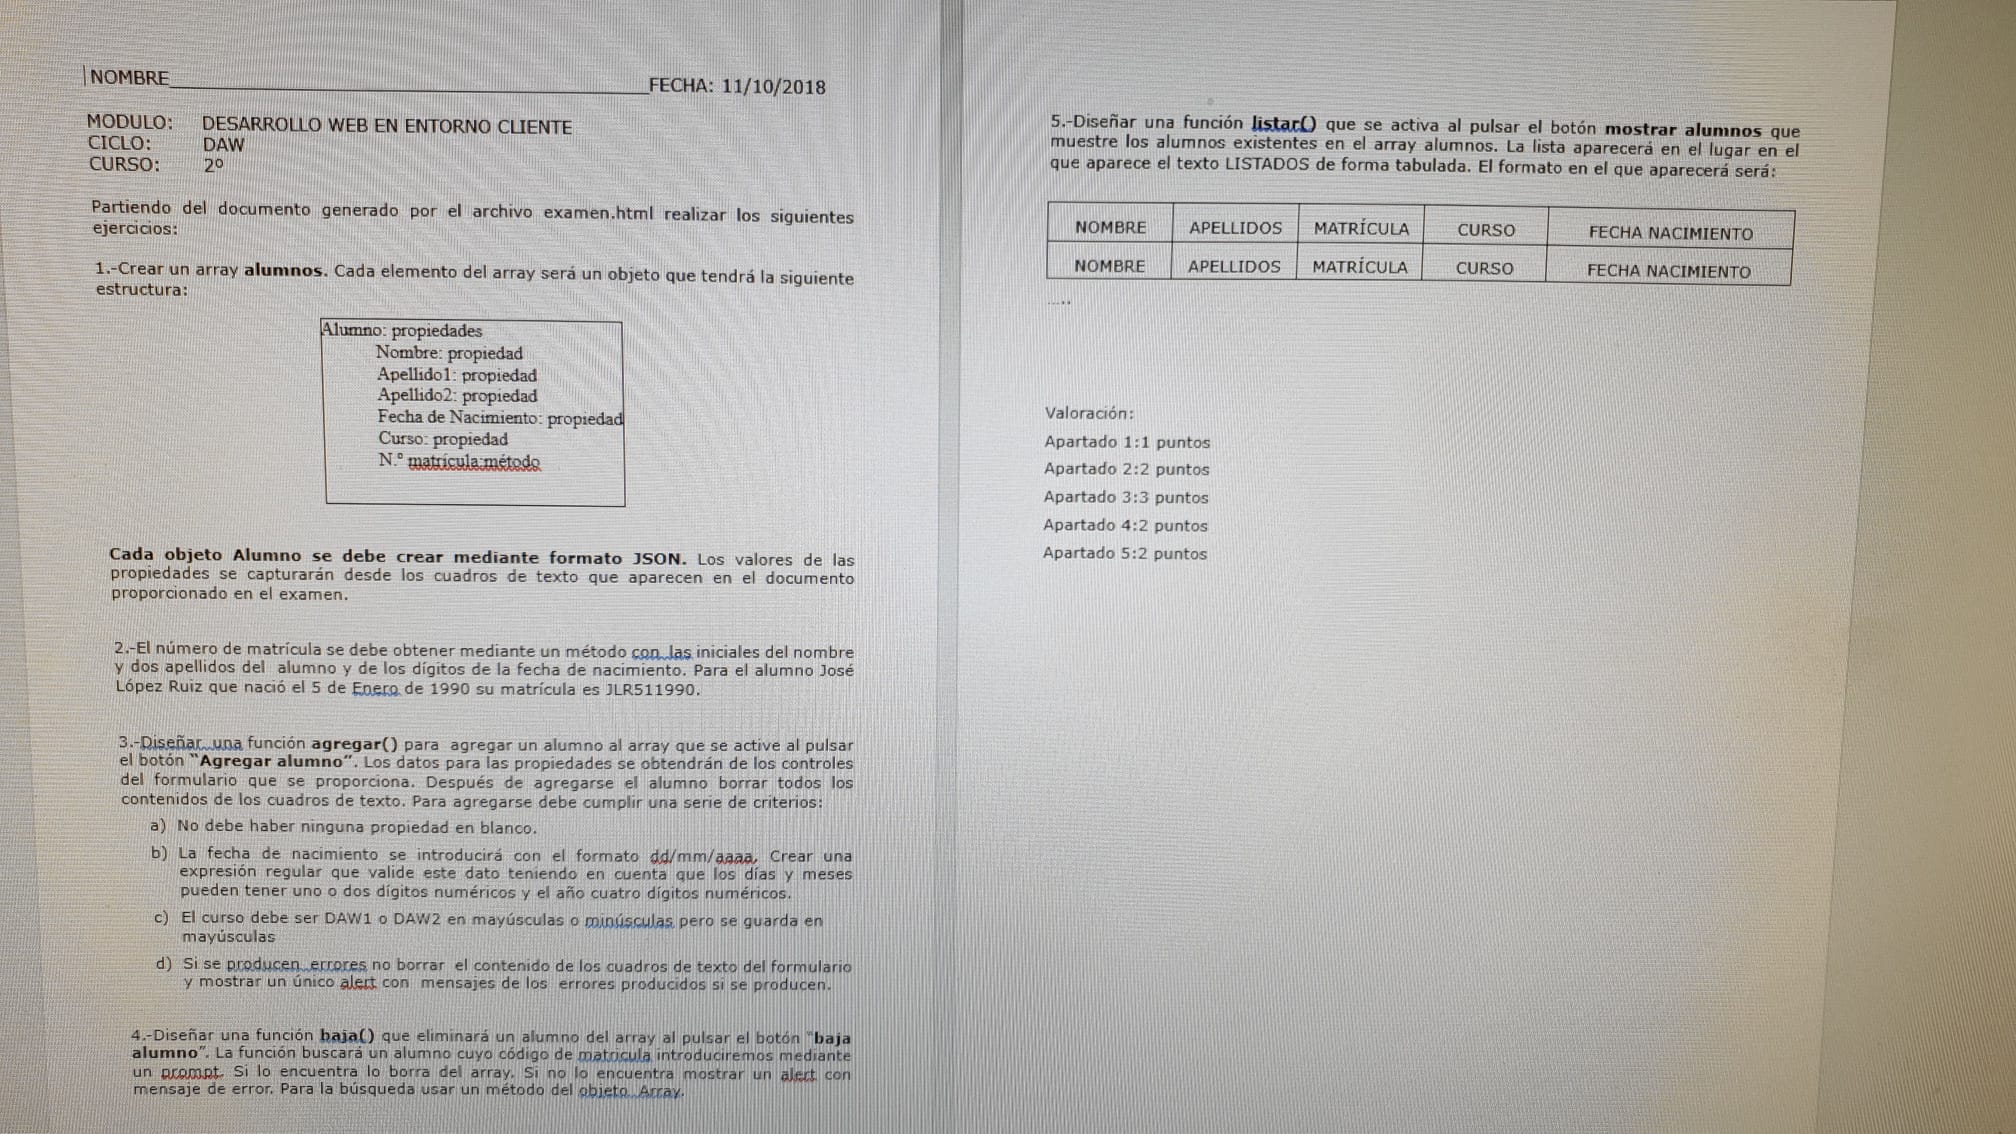 NOMBRE FECHA: 11/10/2018
MODULO: DESARROLLO WEB EN ENTORNO CLIENTE
CICLO: DAW
CURSO: 2º
Partiendo del documento generado por el archivo examen.html realizar los siguientes
ejercicios:
1.-Crear un array alumnos. Cada elemento del array será un objeto que tendrá la siguiente
estructura:
Alumno: propiedades
Nombre: propiedad
Apellido1: propiedad
Apellido2: propiedad
Fecha de Nacimiento: propiedad
Curso: propiedad
N.º matrícula:método
Cada objeto Alumno se debe crear mediante formato JSON. Los valores de las
propiedades se capturarán desde los cuadros de texto que aparecen en el documento
proporcionado en el examen.
2.-El número de matrícula se debe obtener mediante un método con las iniciales del nombre
y dos apellidos del alumno y de los dígitos de la fecha de nacimiento. Para el alumno José
López Ruiz que nació el 5 de Enero de 1990 su matrícula es JLR511990.
3.-Diseñar una función agregar() para agregar un alumno al array que se active al pulsar
el botón "Agregar alumno". Los datos para las propiedades se obtendrán de los controles
del formulario que se proporciona. Después de agregarse el alumno borrar todos los
contenidos de los cuadros de texto. Para agregarse debe cumplir una serie de criterios:
a) No debe haber ninguna propiedad en blanco.
b) La fecha de nacimiento se introducirá con el formato dd/mm/aaaa. Crear una
expresión regular que valide este dato teniendo en cuenta que los días y meses
pueden tener uno o dos dígitos numéricos y el año cuatro dígitos numéricos.
c) El curso debe ser DAW1 o DAW2 en mayúsculas o minúsculas pero se guarda en
mayúsculas
d) Si se producen errores no borrar el contenido de los cuadros de texto del formulario
y mostrar un único alert con mensajes de los errores producidos si se producen.
4.-Diseñar una función baja() que eliminará un alumno del array al pulsar el botón "baja
alumno". La función buscará un alumno cuyo código de matricula introduciremos mediante
un prompt. Si lo encuentra lo borra del array. Si no lo encuentra mostrar un alert con
mensaje de error. Para la búsqueda usar un método del objeto Array.
5.-Diseñar una función listar() que se activa al pulsar el botón mostrar alumnos que
muestre los alumnos existentes en el array alumnos. La lista aparecerá en el lugar en el
que aparece el texto LISTADOS de forma tabulada. El formato en el que aparecerá será:
NOMBRE APELLIDOS MATRÍCULA CURSO FECHA NACIMIENTO
NOMBRE APELLIDOS MATRÍCULA CURSO FECHA NACIMIENTO
.....
Valoración:
Apartado 1:1 puntos
Apartado 2:2 puntos
Apartado 3:3 puntos
Apartado 4:2 puntos
Apartado 5:2 puntos